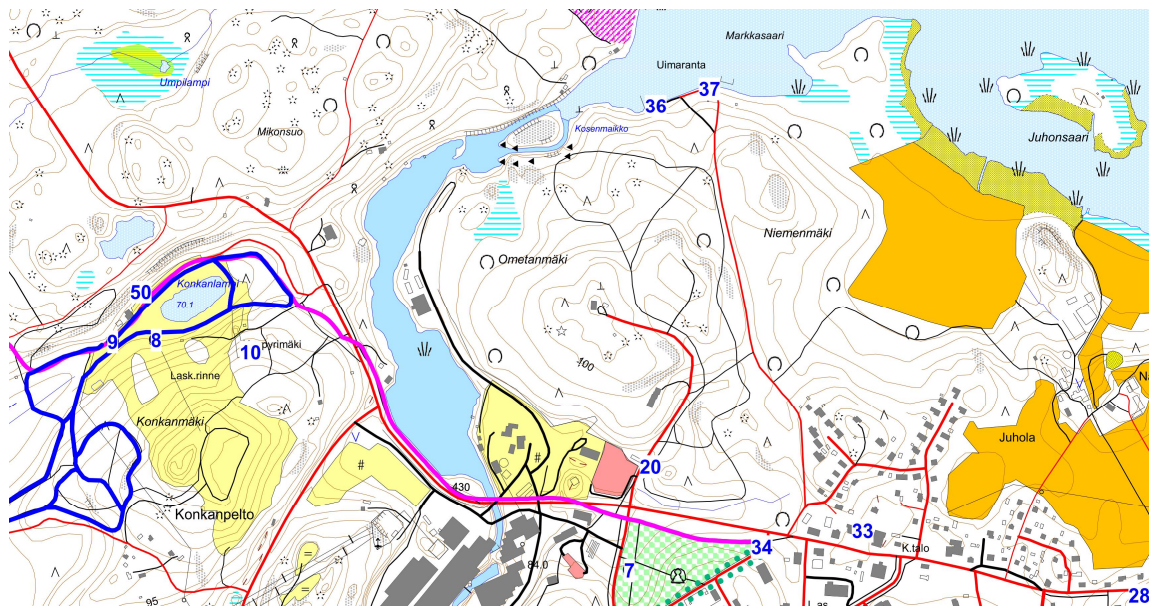 Markkasaari
Uimaranta
Umpilampi
37
36
Mikonsuo
Kosenmaikko
Juhonsaari
Niemenmäki
Ometanmäki
Konkanlampi
50
70.1
9
8
10
pyrimäki
100
Lask.rinne
Konkanmäki
Juhola
#
#
20
430
Konkanpelto
33
34
K.talo
84.0
7
28
95